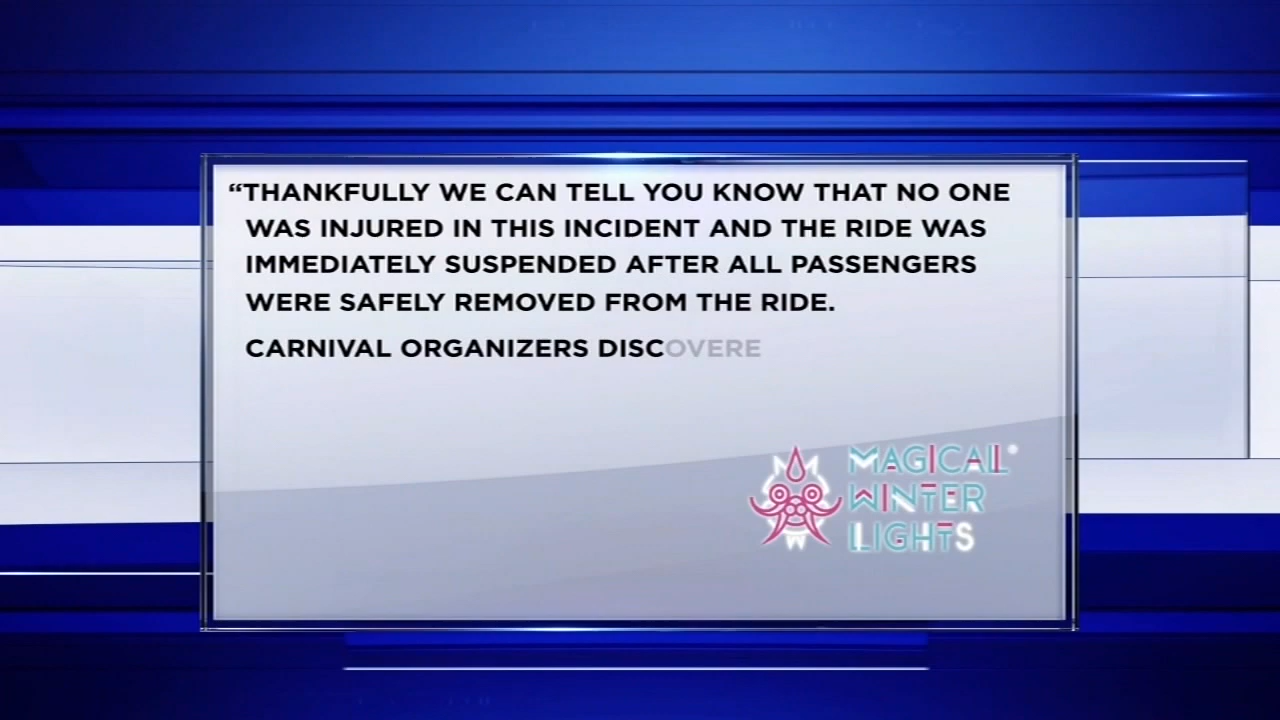 “THANKFULLY WE CAN TELL YOU KNOW THAT NO ONE
WAS INJURED IN THIS INCIDENT AND THE RIDE WAS
IMMEDIATELY SUSPENDED AFTER ALL PASSENGERS
WERE SAFELY REMOVED FROM THE RIDE.
CARNIVAL ORGANIZERS DISCOVERE
MAGICAL®
WINTER
LIGHTS